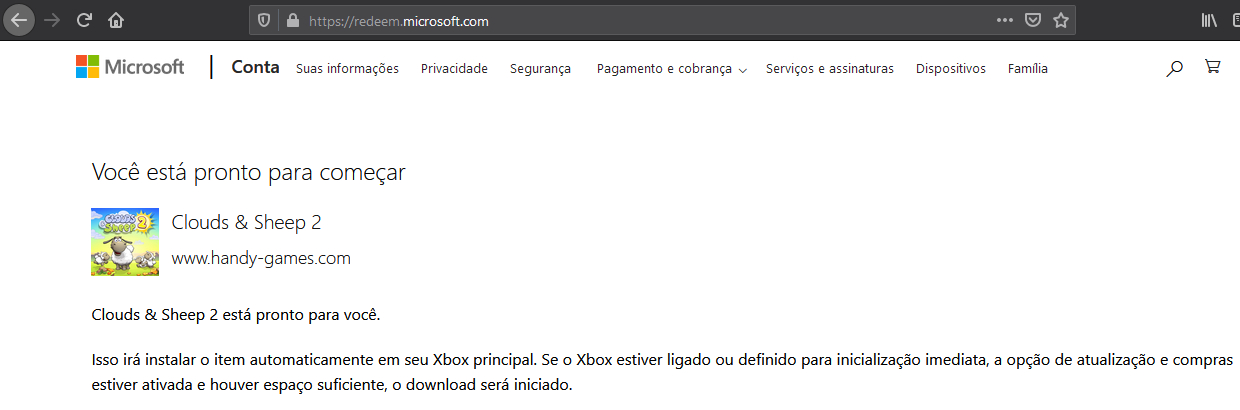 https://redeem.microsoft.com
Microsoft | Conta Suas informações Privacidade Segurança Pagamento e cobrança Serviços e assinaturas Dispositivos Família
Você está pronto para começar
CLOUDS & SHEEP 2
Clouds & Sheep 2
www.handy-games.com
Clouds & Sheep 2 está pronto para você.
Isso irá instalar o item automaticamente em seu Xbox principal. Se o Xbox estiver ligado ou definido para inicialização imediata, a opção de atualização e compras
estiver ativada e houver espaço suficiente, o download será iniciado.